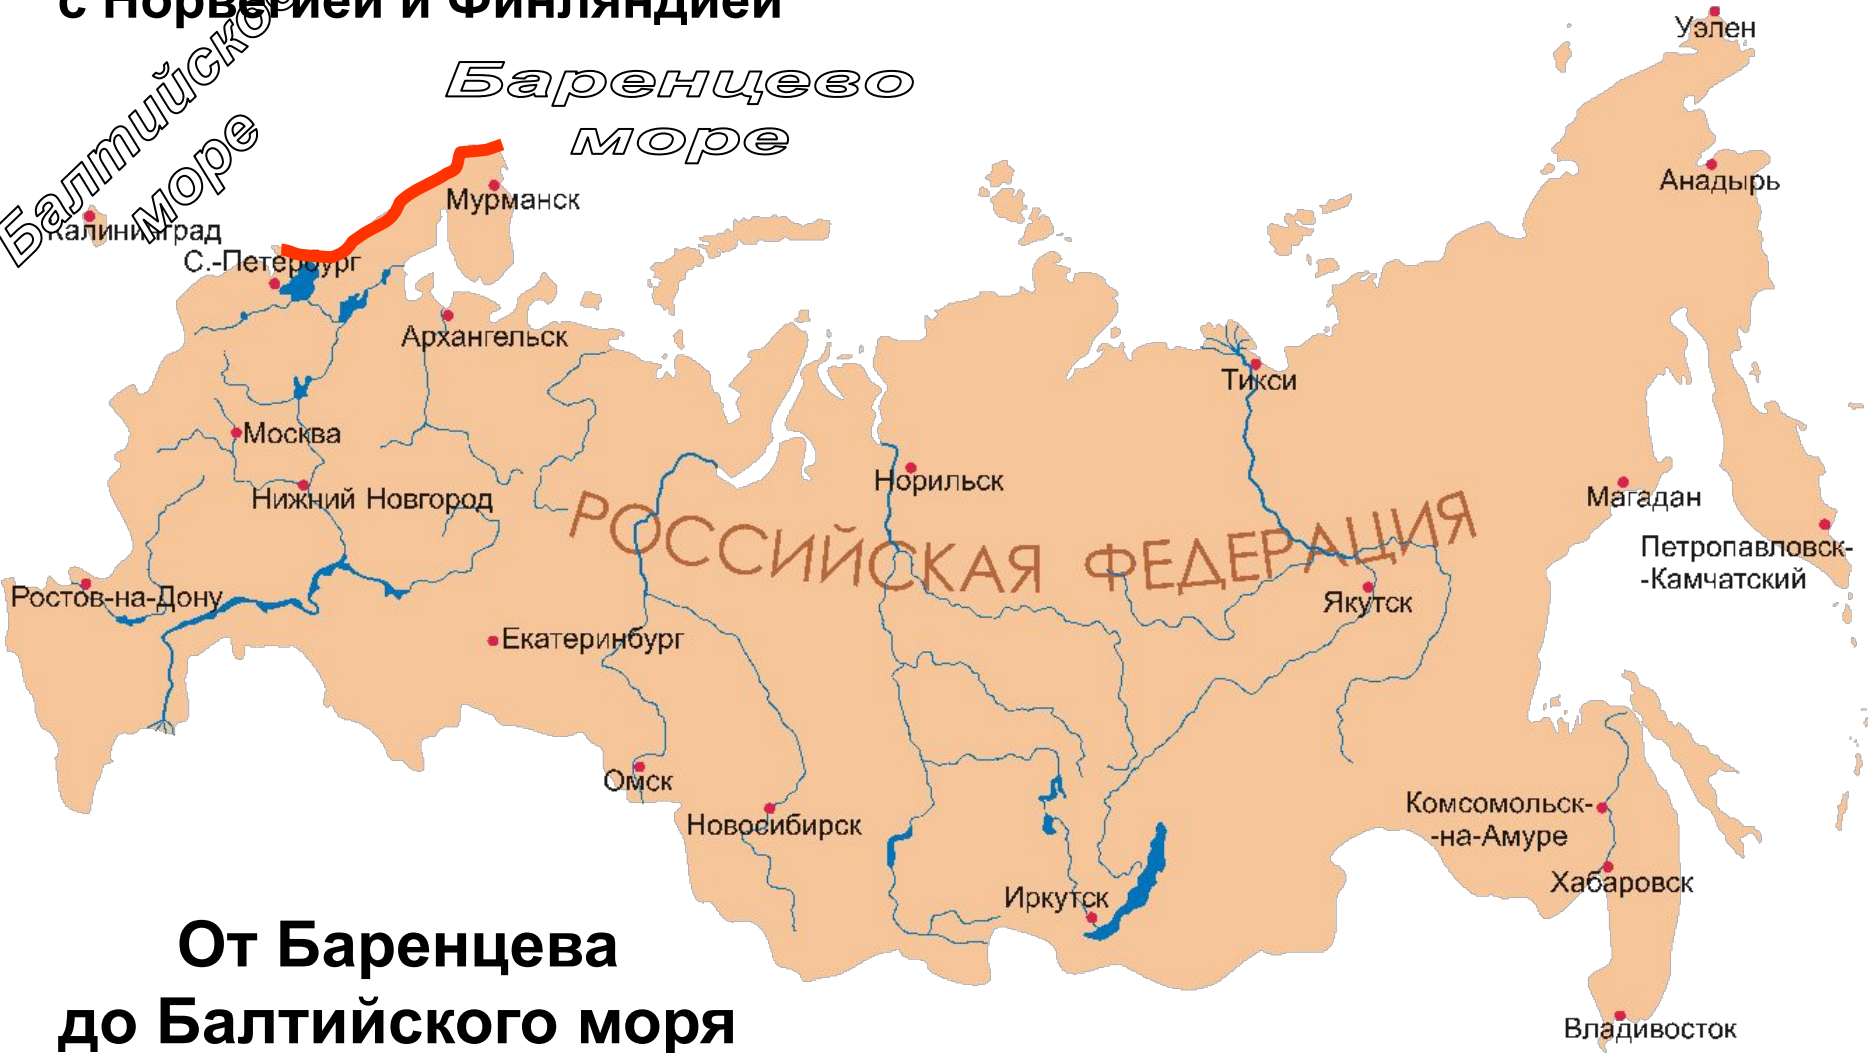 с Норвегией и Финляндией
Уэлен
Баренцево
море
Балтийское
море
Анадырь
Мурманск
Калининград
С.-Петербург
Архангельск
Тикси
Москва
Норильск
Нижний Новгород
Магадан
РОССИЙСКАЯ ФЕДЕРАЦИЯ
Петропавловск-
-Камчатский
Ростов-на-Дону
Якутск
Екатеринбург
Омск
Новосибирск
Комсомольск-
-на-Амуре
Хабаровск
Иркутск
От Баренцева
до Балтийского моря
Владивосток